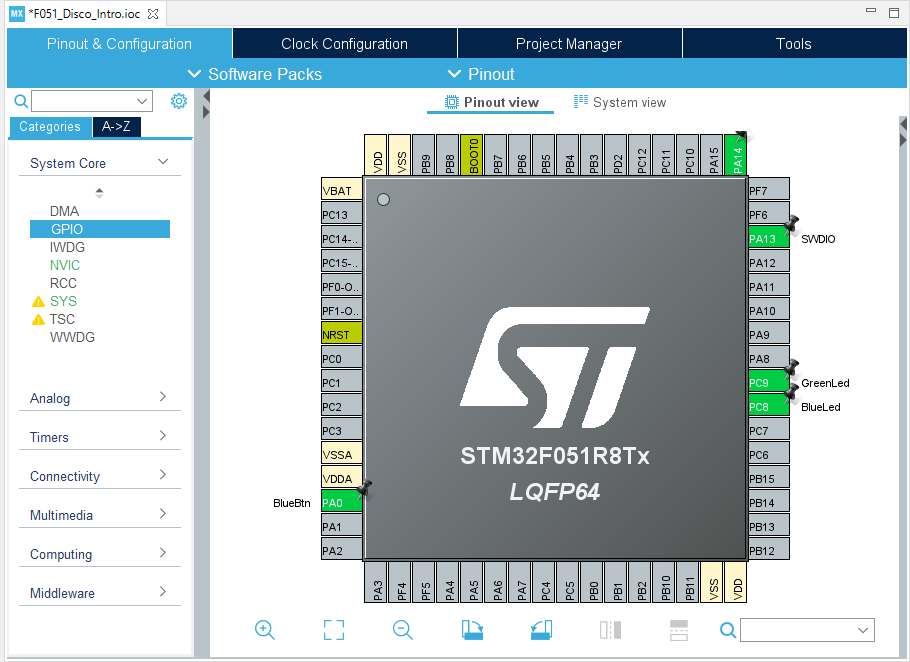 MX *F051_Disco_Intro.ioc
Pinout & Configuration
Clock Configuration
Project Manager
Tools
Software Packs
Pinout
Categories
A->Z
Pinout view
System view
System Core
DMA
GPIO
IWDG
NVIC
RCC
SYS
TSC
WWDG
Analog
Timers
Connectivity
Multimedia
Computing
Middleware
VDD
VSS
PB9
PB8
BOOT0
PB7
PB6
PB5
PB4
PB3
PD2
PC12
PC11
PC10
PA15
PA14
VBAT
PC13
PC14-..
PC15-..
PF0-O..
PF1-O..
NRST
PC0
PC1
PC2
PC3
VSSA
VDDA
BlueBtn PA0
PA1
PA2
ST
STM32F051R8Tx
LQFP64
PF7
PF6
PA13 SWDIO
PA12
PA11
PA10
PA9
PA8
PC9 GreenLed
PC8 BlueLed
PC7
PC6
PB15
PB14
PB13
PB12
PA3
PF4
PF5
PA4
PA5
PA6
PA7
PC4
PC5
PB0
PB1
PB2
PB10
PB11
VSS
VDD